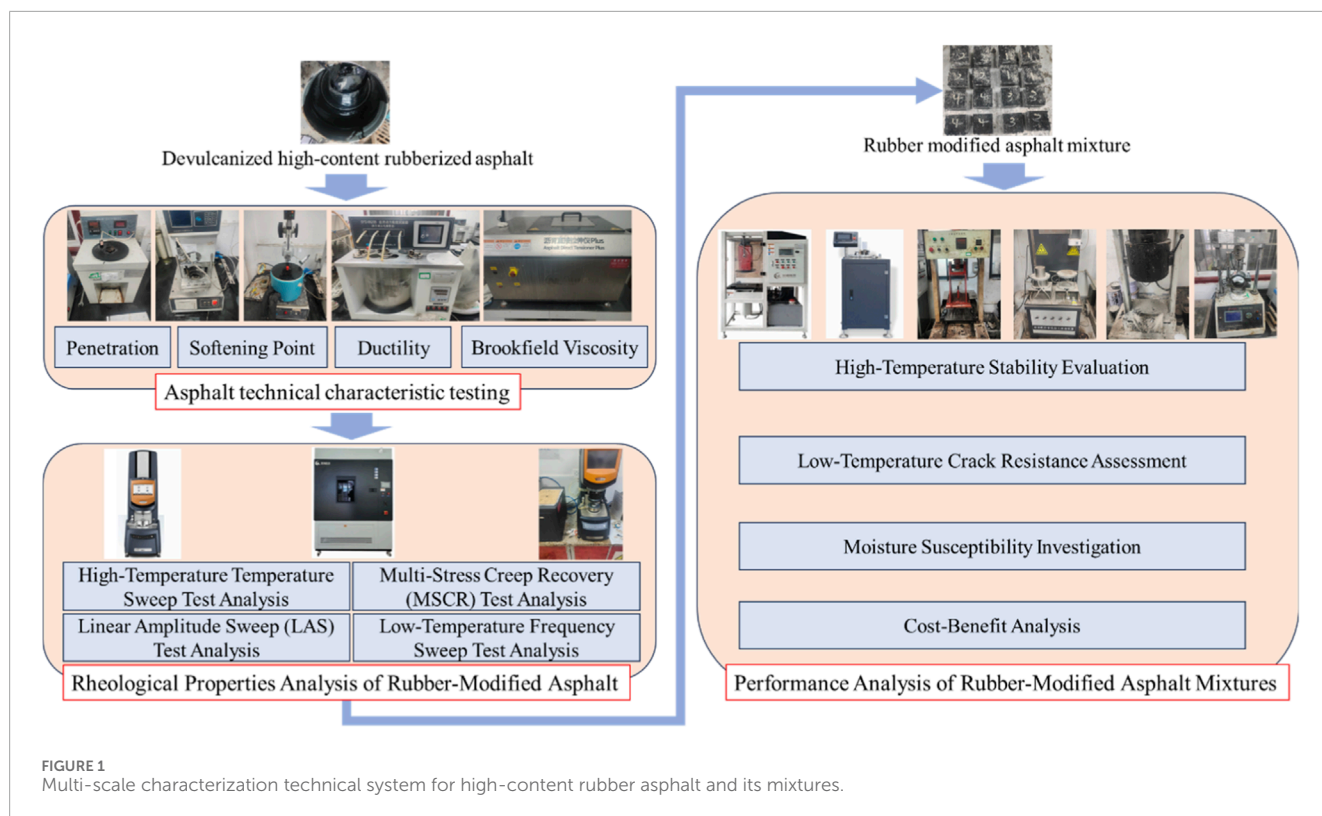 Devulcanized high-content rubberized asphalt
Penetration
Softening Point
Ductility
Brookfield Viscosity
Asphalt technical characteristic testing
High-Temperature Temperature
Sweep Test Analysis
Multi-Stress Creep Recovery
(MSCR) Test Analysis
Linear Amplitude Sweep (LAS)
Test Analysis
Low-Temperature Frequency
Sweep Test Analysis
Rheological Properties Analysis of Rubber-Modified Asphalt
Rubber modified asphalt mixture
High-Temperature Stability Evaluation
Low-Temperature Crack Resistance Assessment
Moisture Susceptibility Investigation
Cost-Benefit Analysis
Performance Analysis of Rubber-Modified Asphalt Mixtures
FIGURE 1
Multi-scale characterization technical system for high-content rubber asphalt and its mixtures.